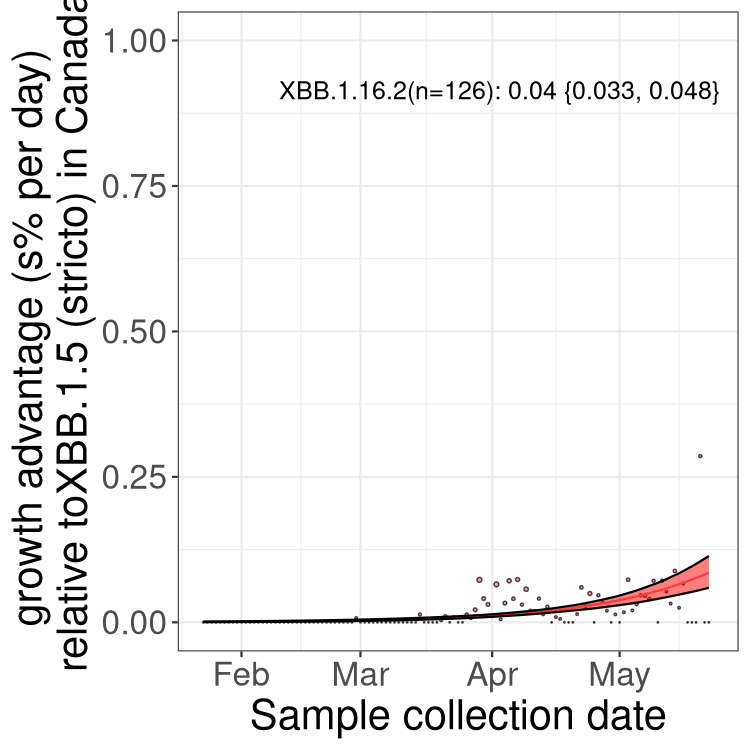 1.00
XBB.1.16.2(n=126): 0.04 {0.033, 0.048}
0.75
0.50
0.25
0.00
growth advantage (s% per day)
relative toXBB.1.5 (stricto) in Canada
Feb Mar Apr May
Sample collection date